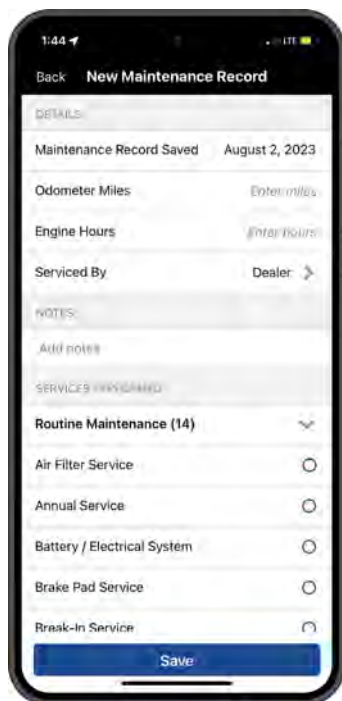 1:44
LTE
Back New Maintenance Record
DETAILS
Maintenance Record Saved August 2, 2023
Odometer Miles Enter miles
Engine Hours Enter hours
Serviced By Dealer
NOTES
Add notes
SERVICES
Routine Maintenance (14)
Air Filter Service
Annual Service
Battery / Electrical System
Brake Pad Service
Break-In Service
Save